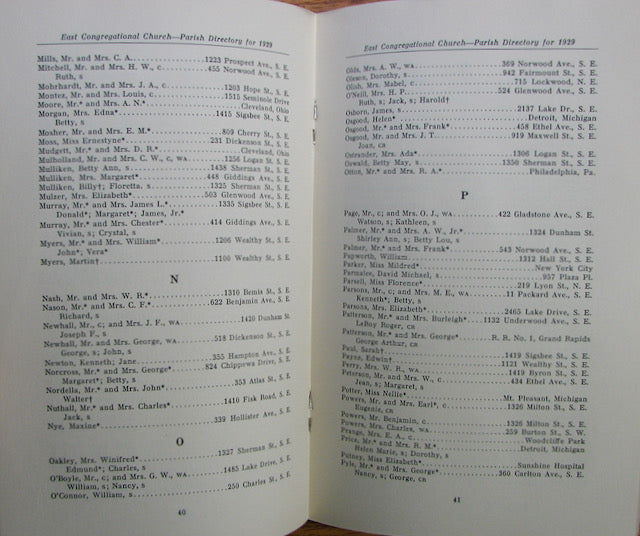 East Congregational Church—Parish Directory for 1929
Mills, Mr. and Mrs. C. A. 1223 Prospect Ave., S. E.
Mitchell, Mr. and Mrs. H. W., c 455 Norwood Ave., S. E.
Ruth, s
Mohrhardt, Mr. and Mrs. J. A., c 1203 Hope St., S. E.
Montez, Mr. and Mrs. Louis, c 1515 Seminole Drive
Moore, Mr.* and Mrs. A. N.* Cleveland, Ohio
Morgan, Mrs. Edna* 1415 Sigsbee St., S. E.
Betty, s
Mosher, Mr. and Mrs. E. M.* 809 Cherry St., S. E.
Moss, Miss Ernestyne* 231 Dickenson St., S. E.
Mudgett, Mr.* and Mrs. D. R.* Cleveland, Ohio
Mulholland, Mr. and Mrs. C. W., c, wa 1256 Logan St., S. E.
Mulliken, Betty Ann, s 1438 Sherman St., S. E.
Mulliken, Mrs. Margaret* 448 Giddings Ave., S. E.
Mulliken, Billy†; Floretta, s 1325 Sherman St., S. E.
Mulzer, Mrs. Elizabeth* 503 Glenwood Ave., S. E.
Murray, Mr.* and Mrs. James L.* 1335 Sigsbee St., S. E.
Donald*; Margaret*; James, Jr.*
Murray, Mr.* and Mrs. Chester* 414 Giddings Ave., S. E.
Vivian, s; Crystal, s
Myers, Mr.* and Mrs. William* 1206 Wealthy St., S. E.
John*; Vera*
Myers, Martin† 1100 Wealthy St., S. E.
N
Nash, Mr. and Mrs. W. R.* 1316 Bemis St., S. E.
Nason, Mr.* and Mrs. C. F.* 622 Benjamin Ave., S. E.
Richard, s
Newhall, Mr., c; and Mrs. J. F., wa 1420 Dunham St.
Joseph F., s
Newhall, Mr. and Mrs. George, wa 518 Dickenson St., S. E.
George, s; John, s
Newton, Kenneth; Jane 355 Hampton Ave., S. E.
Norcross, Mr.* and Mrs. George* 824 Chippewa Drive, S. E.
Margaret*; Betty, s
Nordella, Mr.* and Mrs. John* 353 Atlas St., S. E.
Walter†
Nuthall, Mr.* and Mrs. Charles* 1410 Fisk Road, S. E.
Jack, s
Nye, Maxine* 339 Hollister Ave., S. E.
O
Oakley, Mrs. Winifred* 1327 Sherman St., S. E.
Edmund*; Charles, s
O'Boyle, Mr., c; and Mrs. G. W., wa 1485 Lake Drive, S. E.
William, s; Nancy, s
O'Connor, William, s 250 Charles St., S. E.
40
East Congregational Church—Parish Directory for 1929
Olds, Mrs. A. W., wa 369 Norwood Ave., S. E.
Olesen, Dorothy, s 942 Fairmount St., S. E.
Olish, Mrs. Mabel, c 715 Lockwood, N. E.
O'Neill, Mrs. H. P. 524 Glenwood Ave., S. E.
Ruth, s; Jack, s; Harold†
Osborn, James, s 2137 Lake Dr., S. E.
Osgood, Helen* Detroit, Michigan
Osgood, Mr.* and Mrs. Frank* 458 Ethel Ave., S. E.
Osgood, Mr. and Mrs. J. T. 919 Maxwell St., S. E.
Joan, ca
Ostrander, Mrs. Ada* 1306 Logan St., S. E.
Oswald, Betty May, s 1350 Sherman St., S. E.
Otton, Mr.* and Mrs. R. A.* Philadelphia, Pa.
P
Page, Mr., c; and Mrs. O. J., wa 422 Gladstone Ave., S. E.
Watson, s; Kathleen, s
Palmer, Mr.* and Mrs. A. W., Jr.* 1324 Dunham St.
Shirley Ann, s; Betty Lou, s
Palmer, Mr.* and Mrs. Frank* 543 Norwood Ave., S. E.
Papworth, William 1312 Hall St., S. E.
Parker, Miss Mildred* New York City
Parmalee, David Michael, s 957 Plaza Pl.
Parsell, Miss Florence* 219 Lyon St., N. E.
Parsons, Mr., c; and Mrs. M. E., wa 11 Packard Ave., S. E.
Kenneth*; Betty, s
Parsons, Mrs. Elizabeth* 2465 Lake Drive, S. E.
Patterson, Mr.* and Mrs. Burleigh* 1132 Underwood Ave., S. E.
LeRoy Roger, ca
Patterson, Mr.* and Mrs. George* R. R. No. 1, Grand Rapids
George Arthur, ca
Paul, Sarah†
Payne, Edwin† 1419 Sigsbee St., S. E.
Perry, Mrs. W. R., wa 1121 Wealthy St., S. E.
Petersen, Mr. and Mrs. W., c 1419 Byron St., S. E.
Jean, s; Margaret, s 434 Ethel Ave., S. E.
Potter, Miss Nellie* Mt. Pleasant, Michigan
Powers, Mr. and Mrs. Earl*, c 1326 Milton St., S. E.
Eugenie, ca
Powers, Mr. Benjamin, c 1326 Milton St., S. E.
Powers, Mrs. Charles, wa 259 Burton St., S. W.
Prange, Mrs. E. A., c Woodcliffe Park
Price, Mr.* and Mrs. R. M.* Detroit, Michigan
Helen Marie, s; Dorothy, s
Putney, Miss Elizabeth* Sunshine Hospital
Pyle, Mr.* and Mrs. George* 360 Carlton Ave., S. E.
Nancy, s; George, ca
41